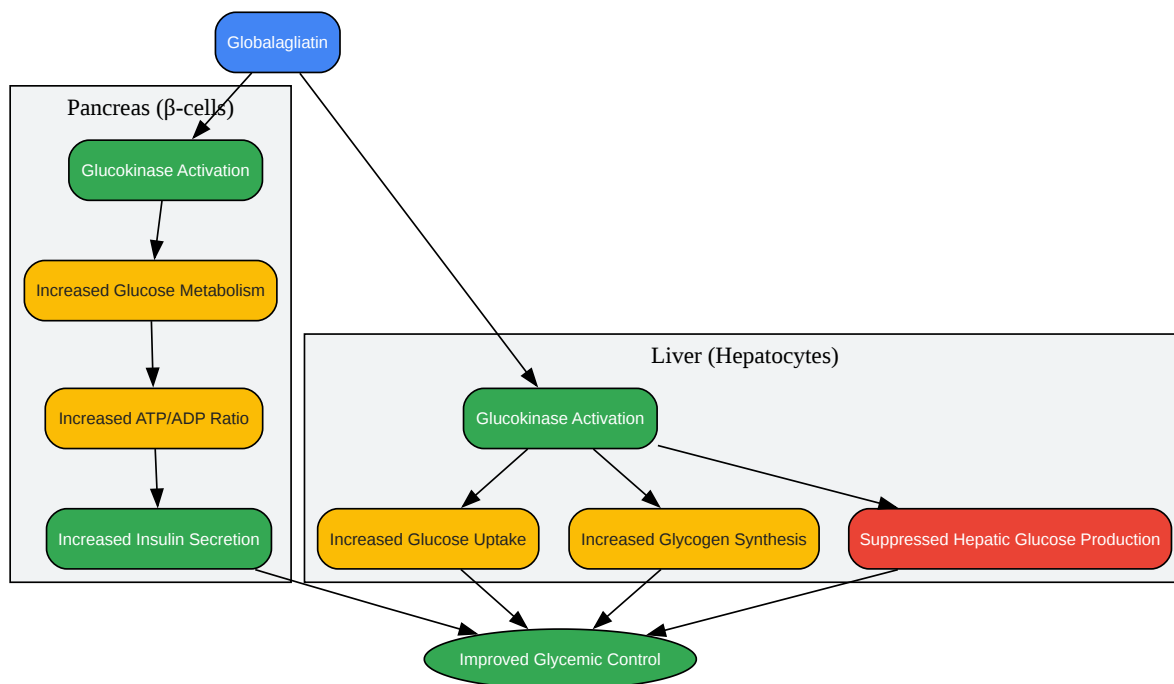 Globalagliatin
Pancreas (β-cells)
Glucokinase Activation
Increased Glucose Metabolism
Increased ATP/ADP Ratio
Increased Insulin Secretion
Liver (Hepatocytes)
Glucokinase Activation
Increased Glucose Uptake
Increased Glycogen Synthesis
Suppressed Hepatic Glucose Production
Improved Glycemic Control